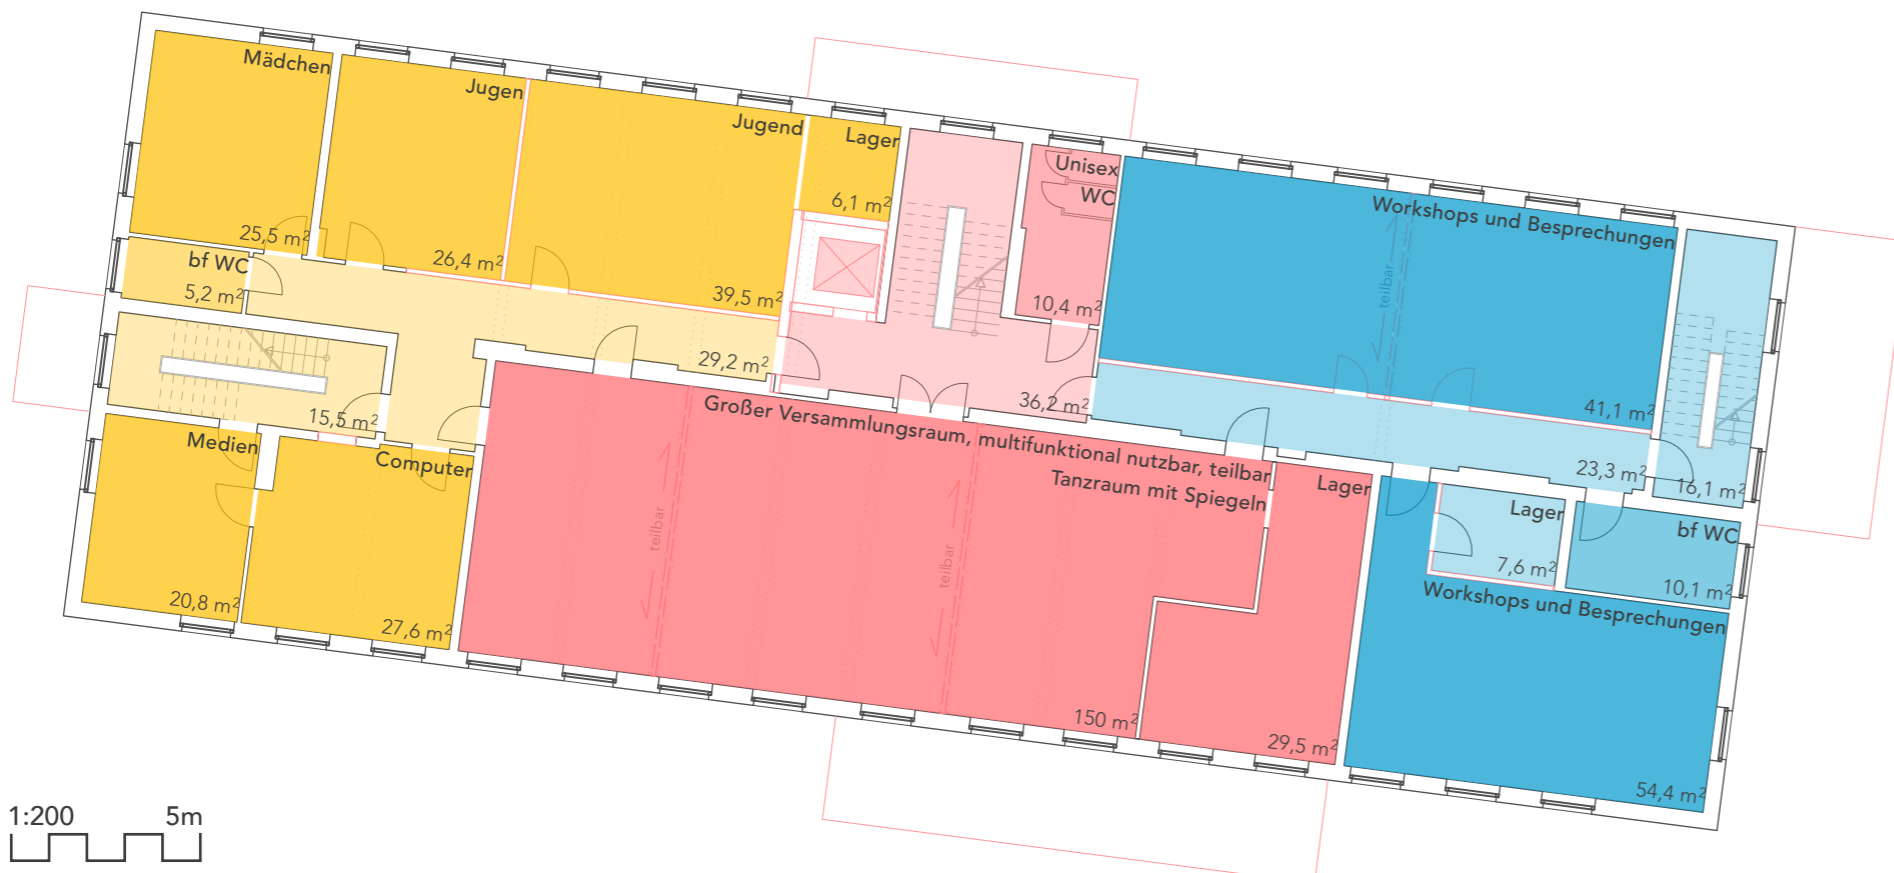 Mädchen
25,5 m²
Jugen
26,4 m²
Jugend
39,5 m²
Lager
6,1 m²
Unisex
WC
10,4 m²
Workshops und Besprechungen
teilbar
41,1 m²
bf WC
5,2 m²
29,2 m²
36,2 m²
23,3 m²
16,1 m²
15,5 m²
Medien
20,8 m²
Computer
27,6 m²
Großer Versammlungsraum, multifunktional nutzbar, teilbar
Tanzraum mit Spiegeln
teilbar
teilbar
150 m²
Lager
29,5 m²
Lager
7,6 m²
bf WC
10,1 m²
Workshops und Besprechungen
54,4 m²
1:200 5m